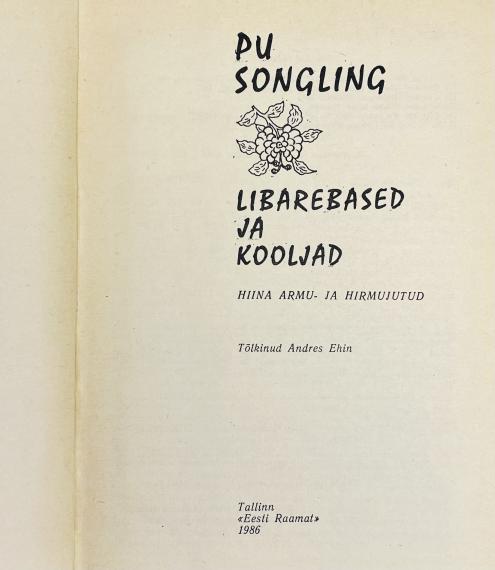 PU
SONGLING
LIBAREBASED
JA
KOOLJAD
HIINA ARMU- JA HIRMUJUTUD
Tõlkinud Andres Ehin
Tallinn
«Eesti Raamat»
1986